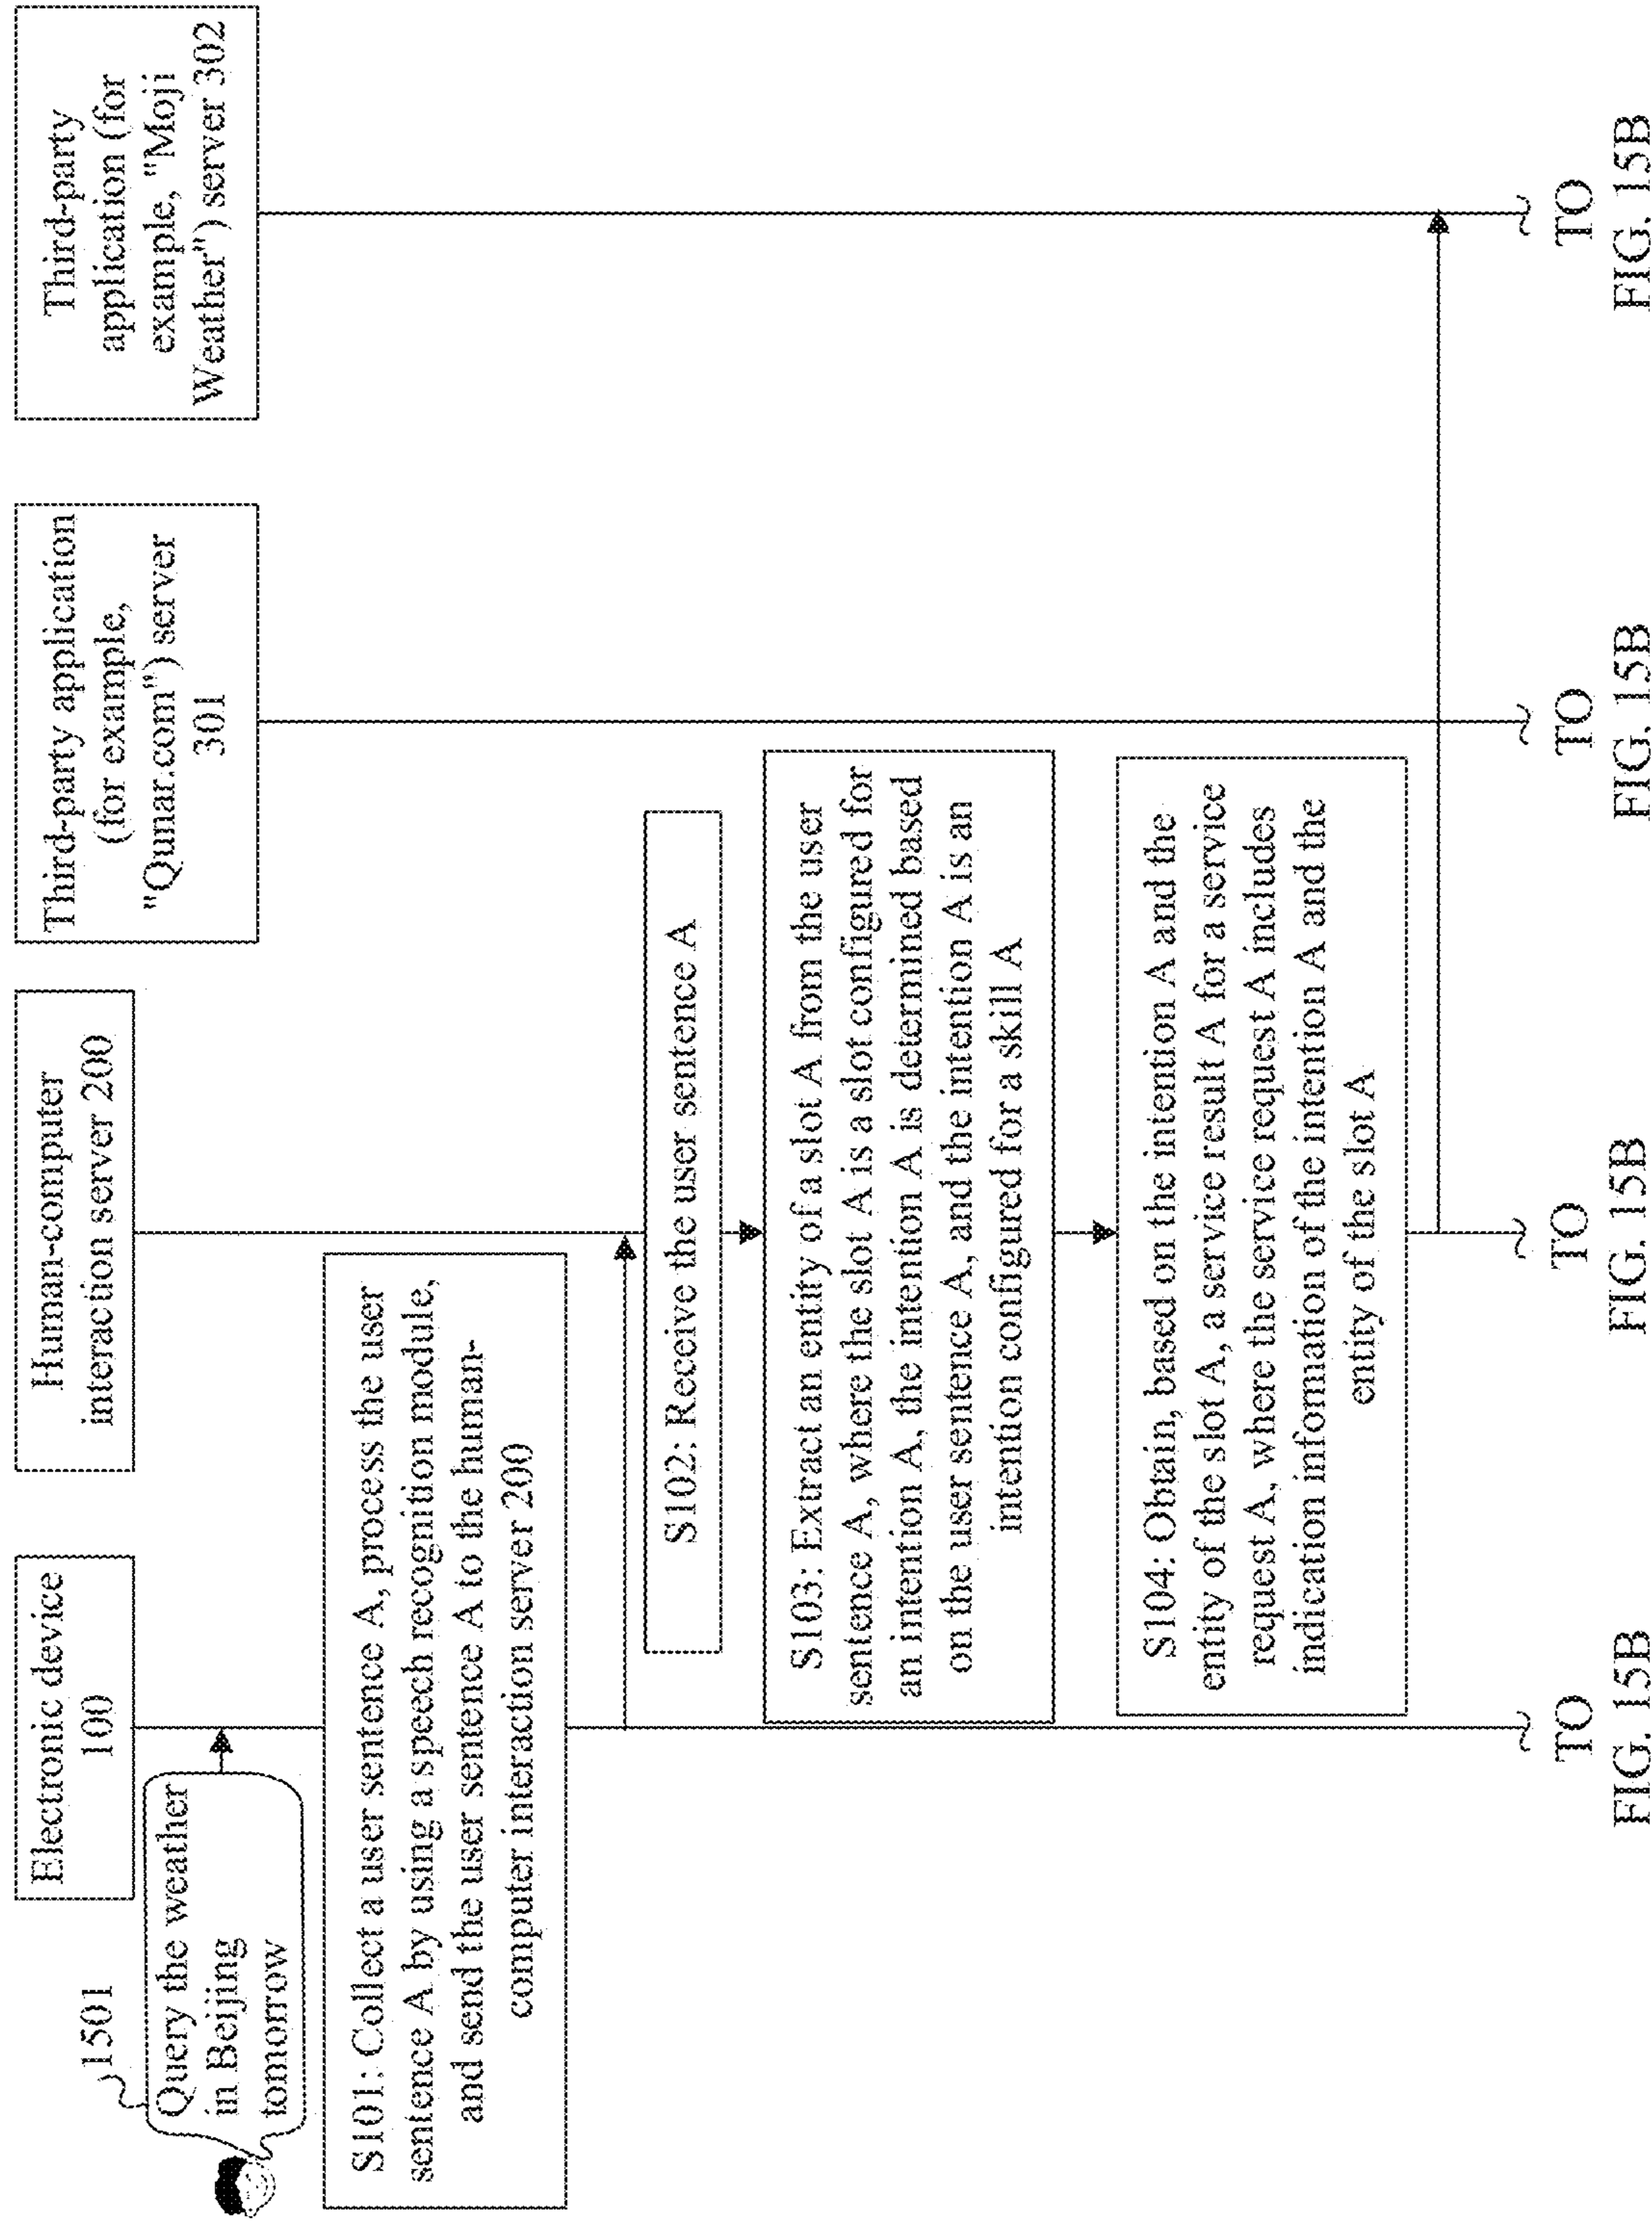 Electronic device
100
Human-computer
interaction server 200
Third-party application
(for example,
"Qunar.com") server
301
Third-party
application (for
example, "Moji
Weather") server 302
1501
Query the weather
in Beijing
tomorrow
S101: Collect a user sentence A, process the user
sentence A by using a speech recognition module,
and send the user sentence A to the human-
computer interaction server 200
S102: Receive the user sentence A
S103: Extract an entity of a slot A from the user
sentence A, where the slot A is a slot configured for
an intention A, the intention A is determined based
on the user sentence A, and the intention A is an
intention configured for a skill A
S104: Obtain, based on the intention A and the
entity of the slot A, a service result A for a service
request A, where the service request A includes
indication information of the intention A and the
entity of the slot A
TO
FIG. 15B
TO
FIG. 15B
TO
FIG. 15B
TO
FIG. 15B